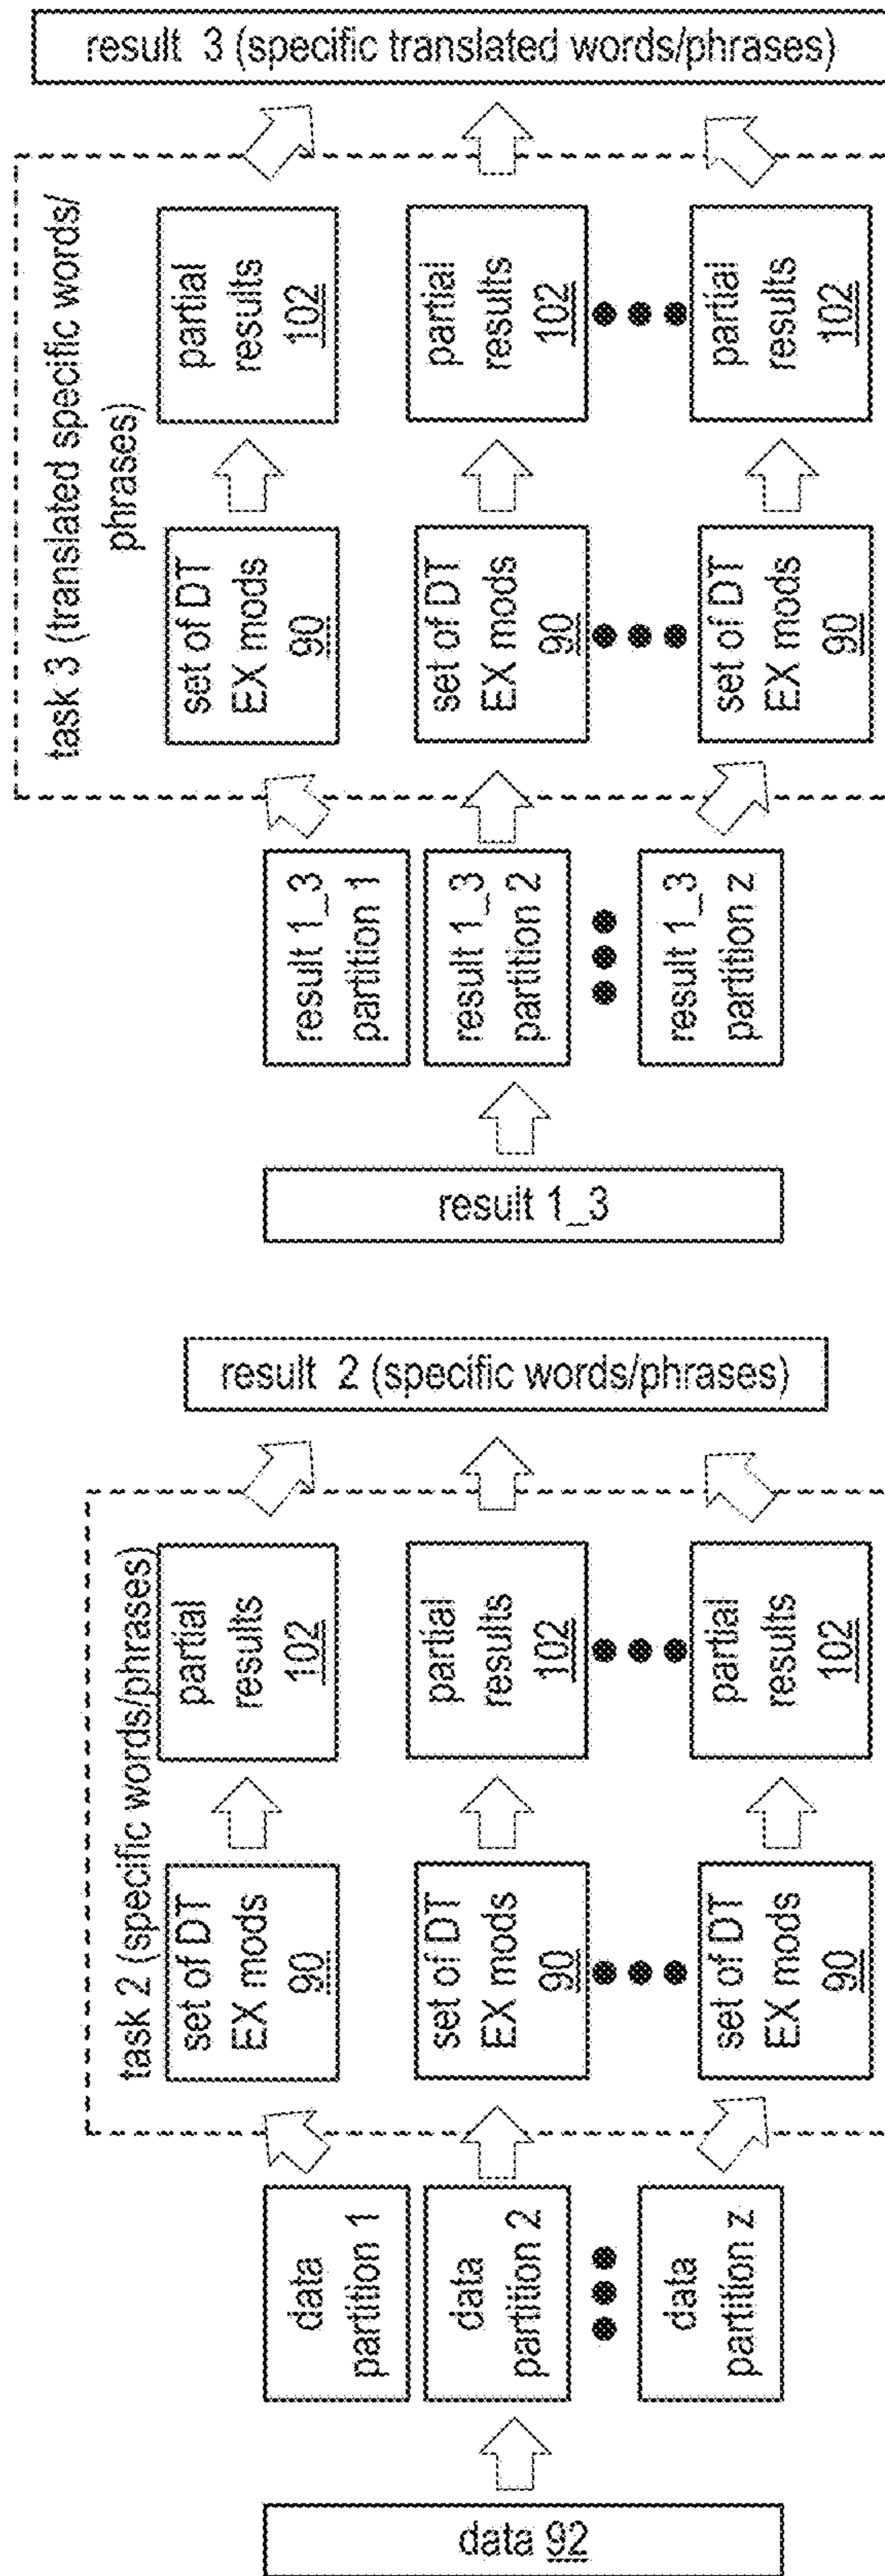 data 92
data
partition 1
data
partition 2
data
partition z
task 2 (specific words/phrases)
set of DT
EX mods
90
set of DT
EX mods
90
set of DT
EX mods
90
partial
results
102
partial
results
102
partial
results
102
result 2 (specific words/phrases)
result 1_3
result 1_3
partition 1
result 1_3
partition 2
result 1_3
partition z
task 3 (translated specific words/
phrases)
set of DT
EX mods
90
set of DT
EX mods
90
set of DT
EX mods
90
partial
results
102
partial
results
102
partial
results
102
result 3 (specific translated words/phrases)